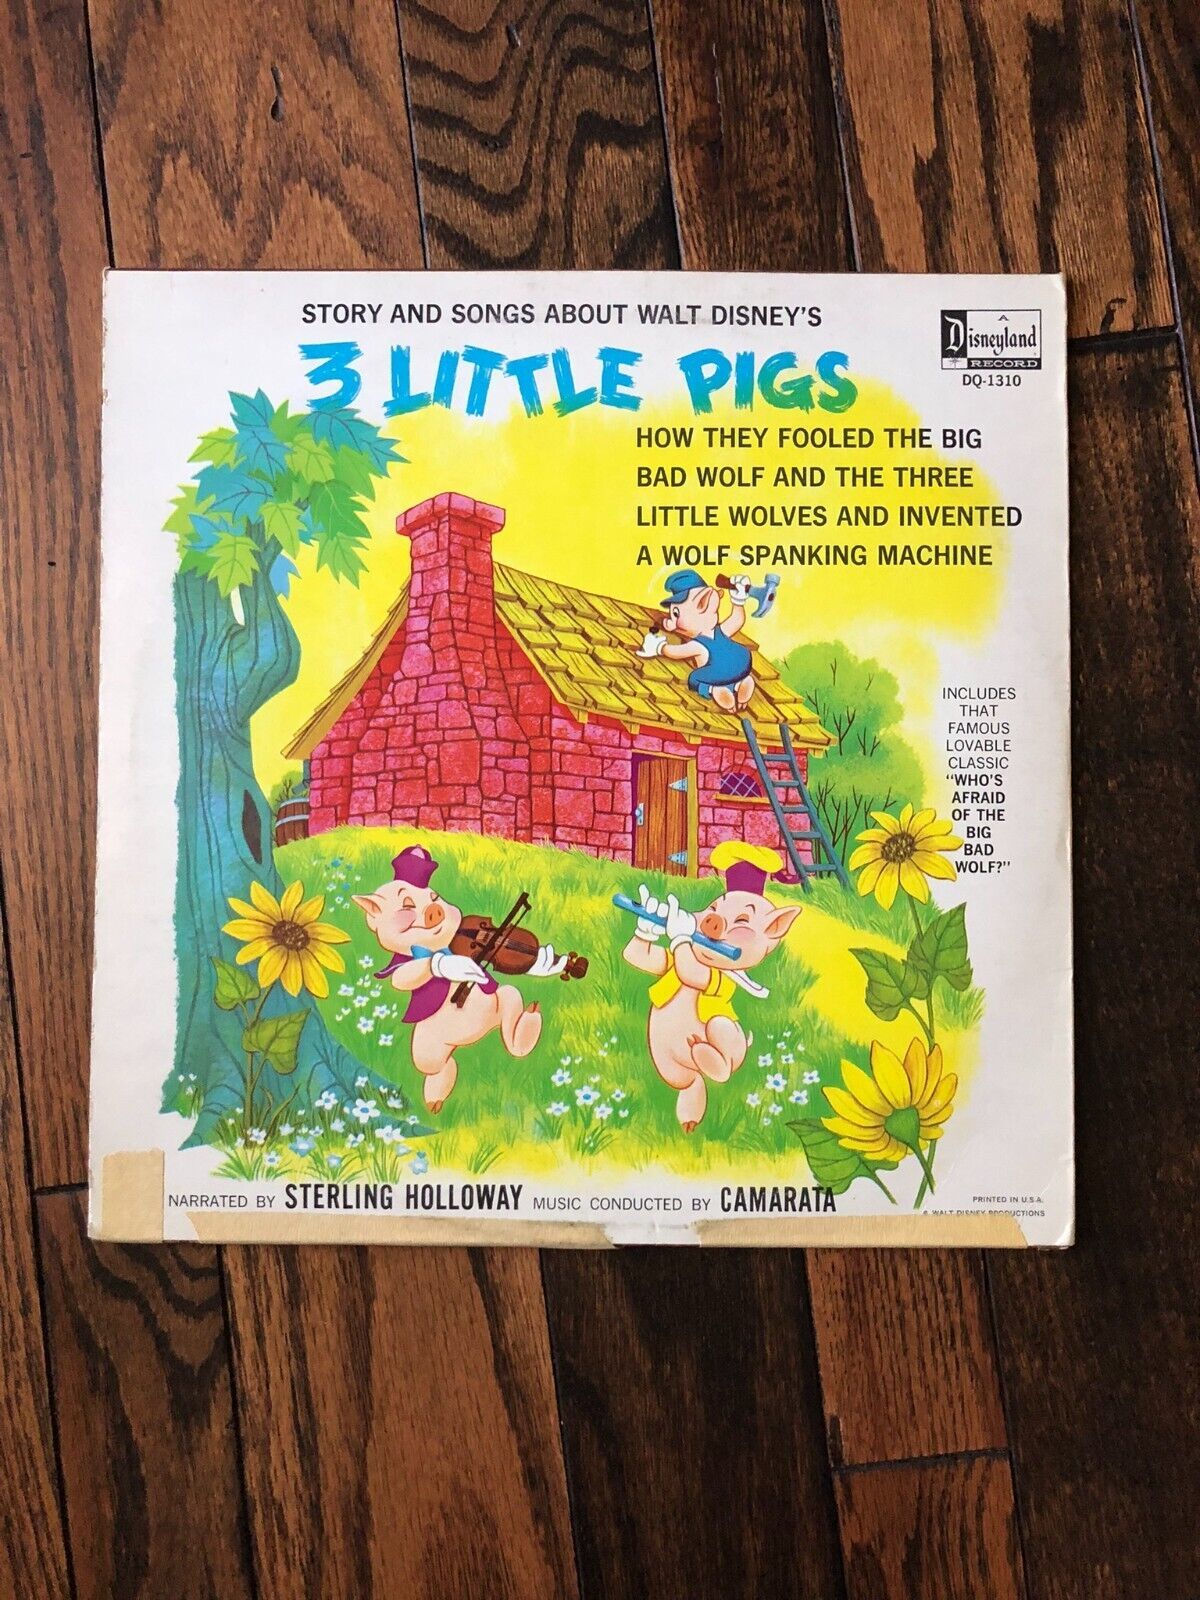 STORY AND SONGS ABOUT WALT DISNEY'S
A
Disneyland
RECORD
DQ-1310
3 LITTLE PIGS
HOW THEY FOOLED THE BIG
BAD WOLF AND THE THREE
LITTLE WOLVES AND INVENTED
A WOLF SPANKING MACHINE
INCLUDES
THAT
FAMOUS
LOVABLE
CLASSIC
"WHO'S
AFRAID
OF THE
BIG
BAD
WOLF?"
NARRATED BY STERLING HOLLOWAY MUSIC CONDUCTED BY CAMARATA
PRINTED IN U.S.A.
© WALT DISNEY PRODUCTIONS